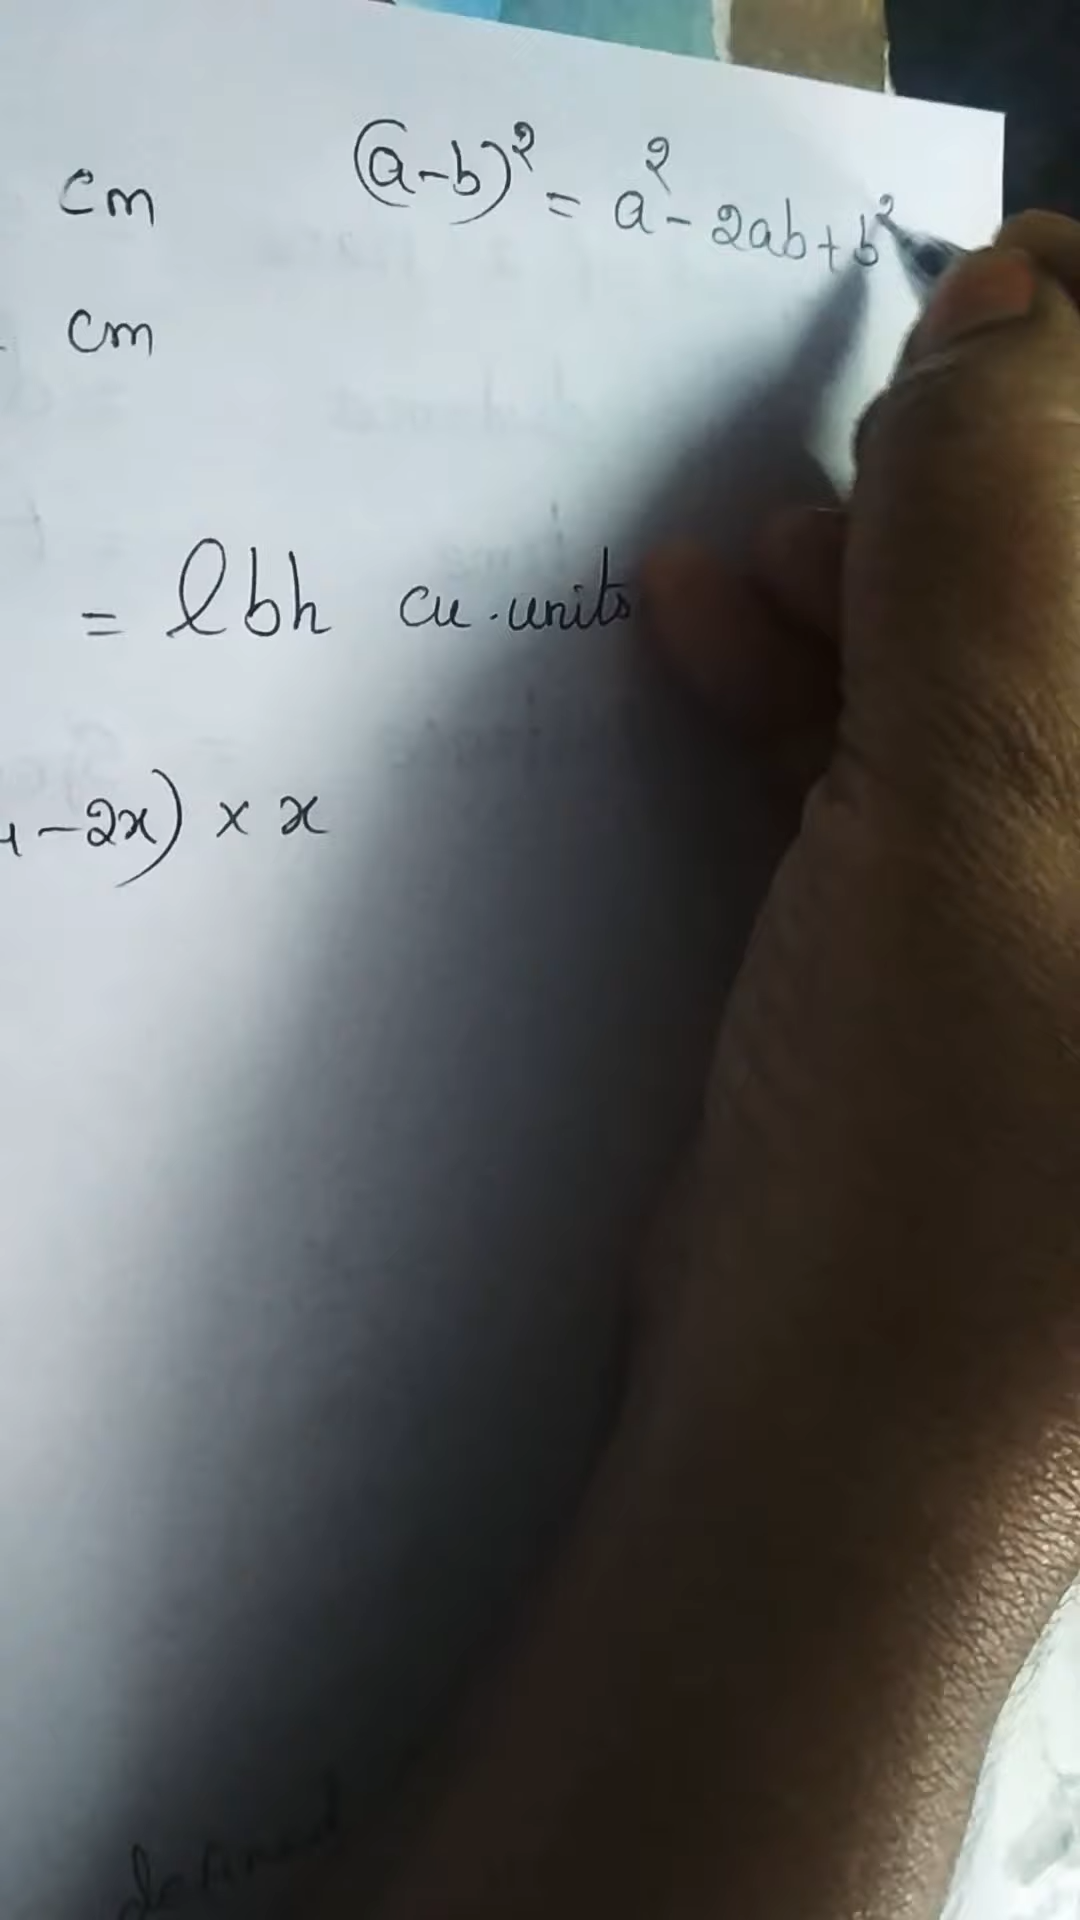 cm (a-b)² = a² - 2ab + b²
cm
= lbh cu.units
-2x) × x